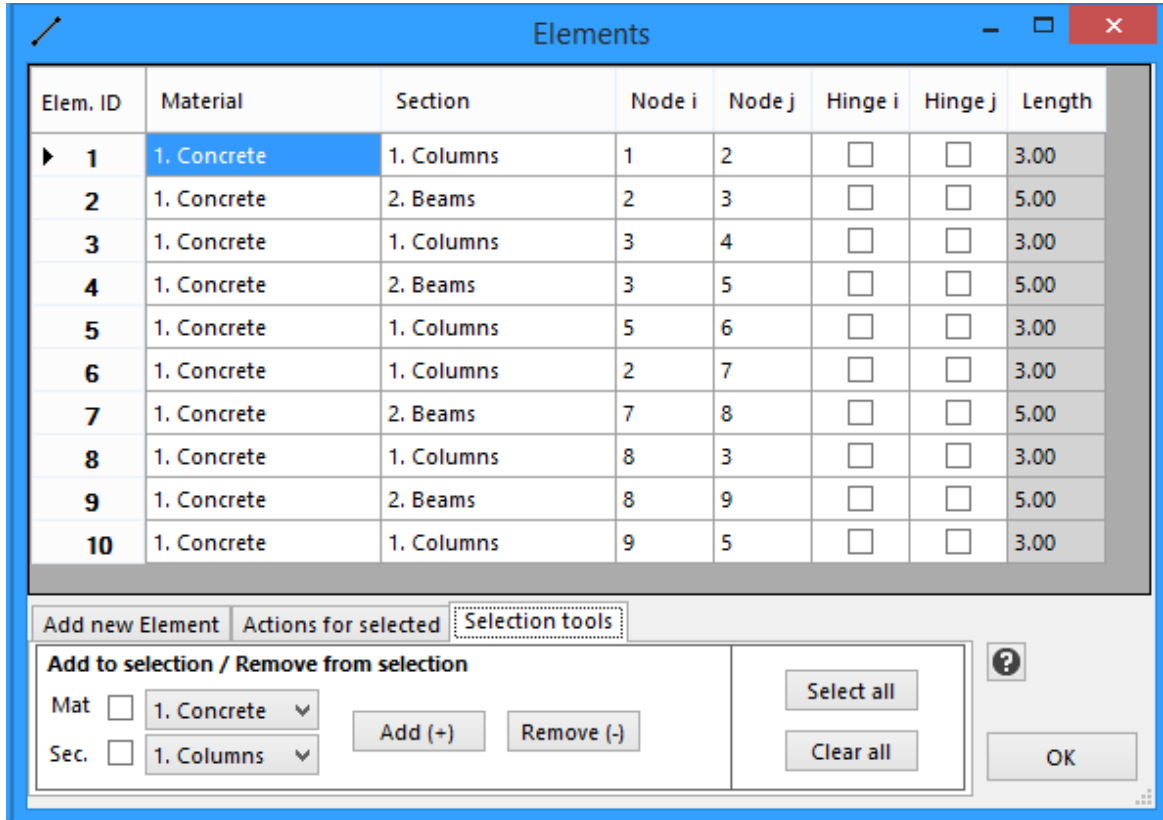 Elements
Elem. ID Material Section Node i Node j Hinge i Hinge j Length
1 1. Concrete 1. Columns 1 2 3.00
2 1. Concrete 2. Beams 2 3 5.00
3 1. Concrete 1. Columns 3 4 3.00
4 1. Concrete 2. Beams 3 5 5.00
5 1. Concrete 1. Columns 5 6 3.00
6 1. Concrete 1. Columns 2 7 3.00
7 1. Concrete 2. Beams 7 8 5.00
8 1. Concrete 1. Columns 8 3 3.00
9 1. Concrete 2. Beams 8 9 5.00
10 1. Concrete 1. Columns 9 5 3.00
Add new Element Actions for selected Selection tools
Add to selection / Remove from selection
Mat 1. Concrete
Sec. 1. Columns
Add (+) Remove (-)
Select all
Clear all
?
OK